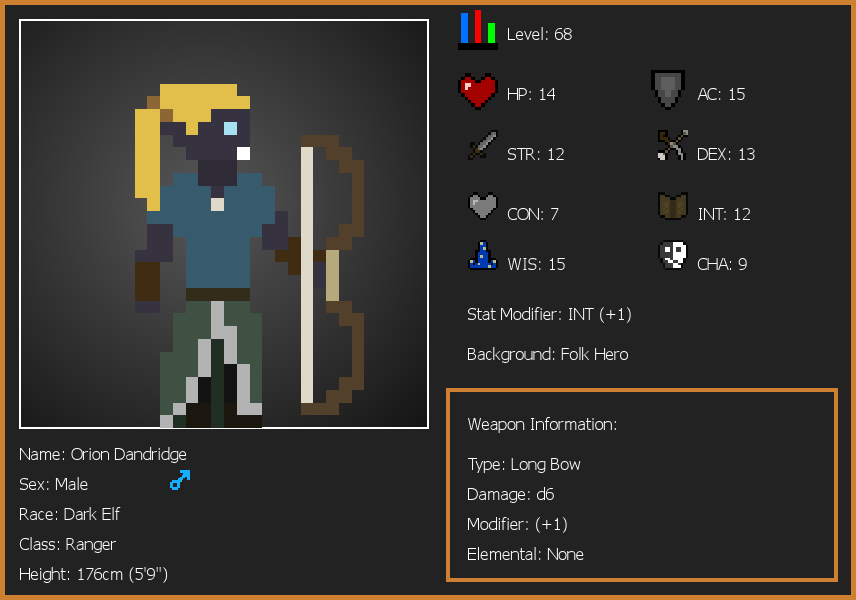 Level: 68
HP: 14
AC: 15
STR: 12
DEX: 13
CON: 7
INT: 12
WIS: 15
CHA: 9
Stat Modifier: INT (+1)
Background: Folk Hero
Weapon Information:
Type: Long Bow
Damage: d6
Modifier: (+1)
Elemental: None
Name: Orion Dandridge
Sex: Male
Race: Dark Elf
Class: Ranger
Height: 176cm (5'9")